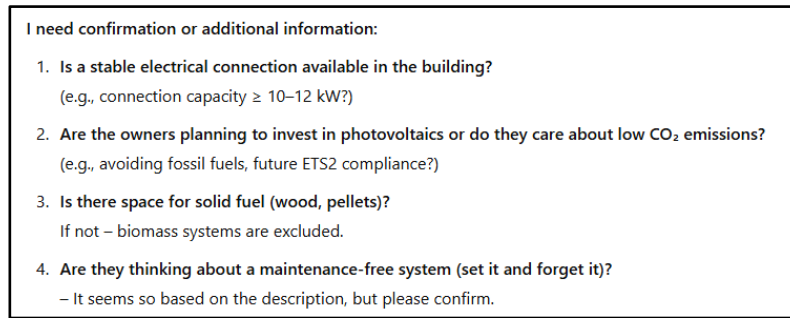 I need confirmation or additional information:
1. Is a stable electrical connection available in the building?
(e.g., connection capacity ≥ 10–12 kW?)
2. Are the owners planning to invest in photovoltaics or do they care about low CO₂ emissions?
(e.g., avoiding fossil fuels, future ETS2 compliance?)
3. Is there space for solid fuel (wood, pellets)?
If not – biomass systems are excluded.
4. Are they thinking about a maintenance-free system (set it and forget it)?
– It seems so based on the description, but please confirm.